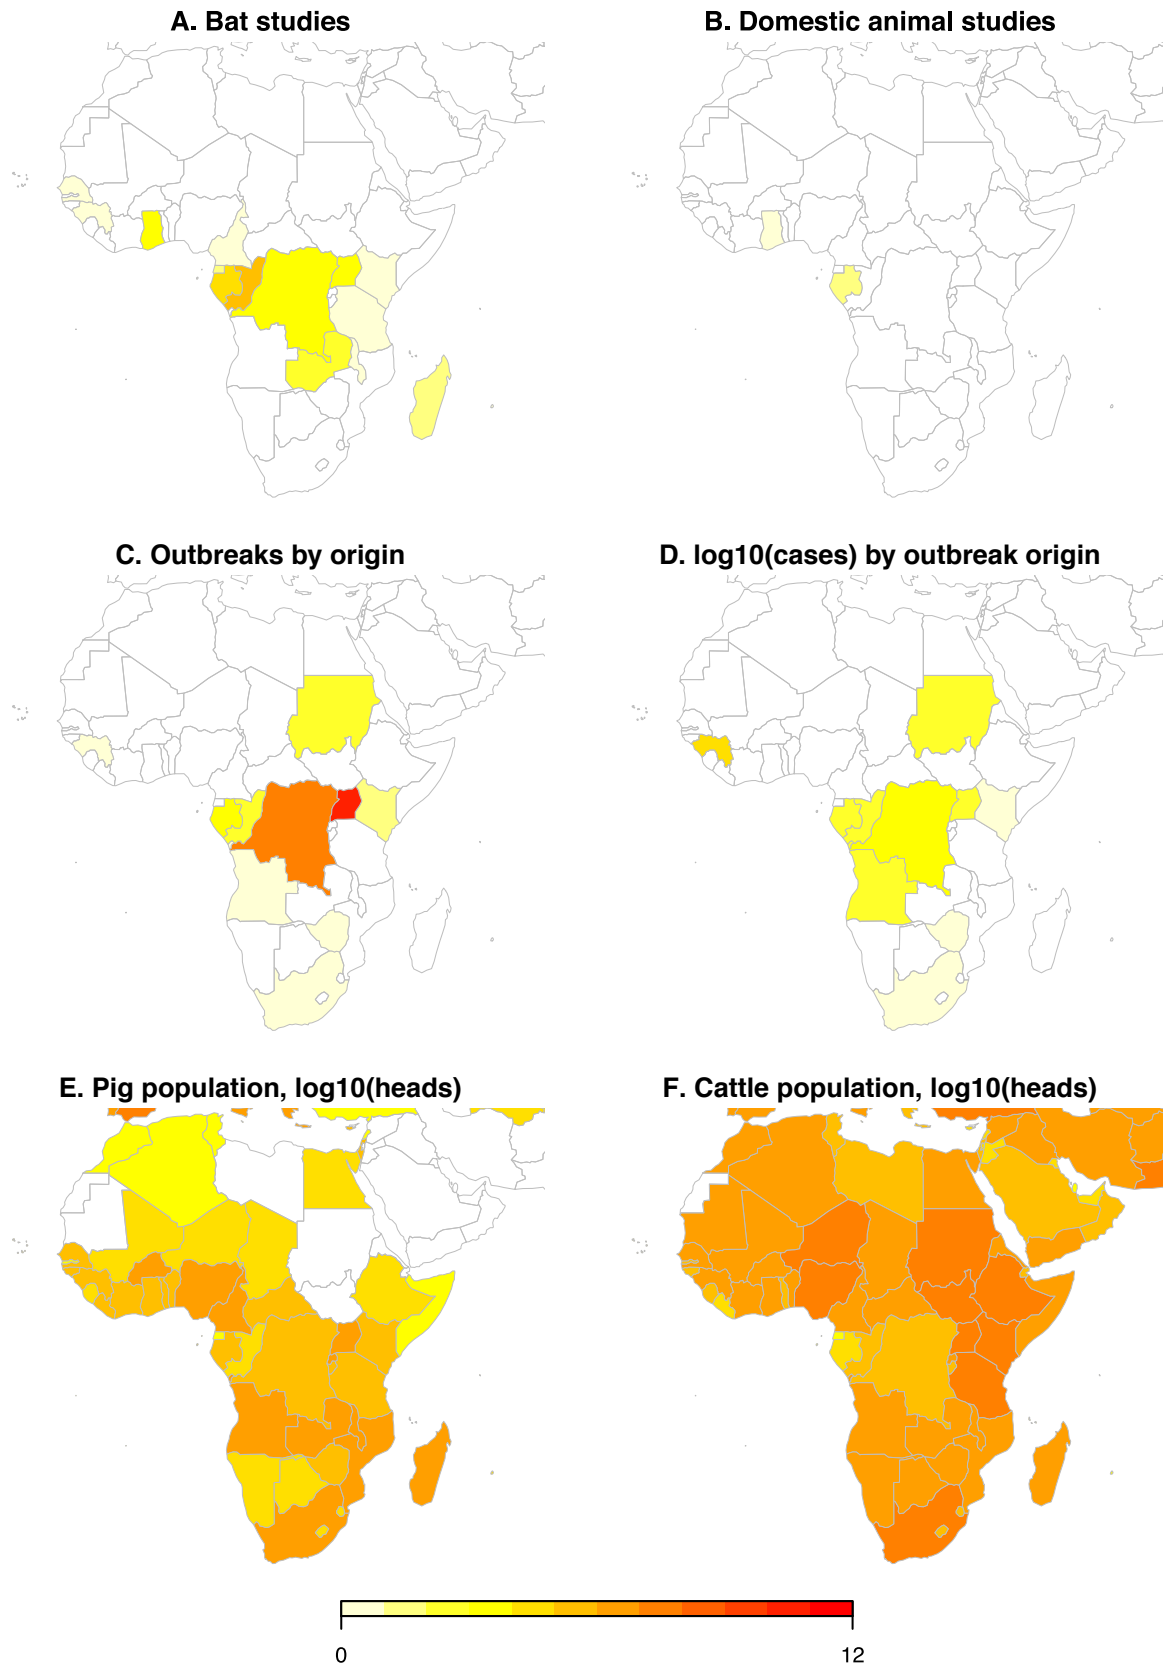 A. Bat studies
B. Domestic animal studies
C. Outbreaks by origin
D. log10(cases) by outbreak origin
E. Pig population, log10(heads)
F. Cattle population, log10(heads)
0
12